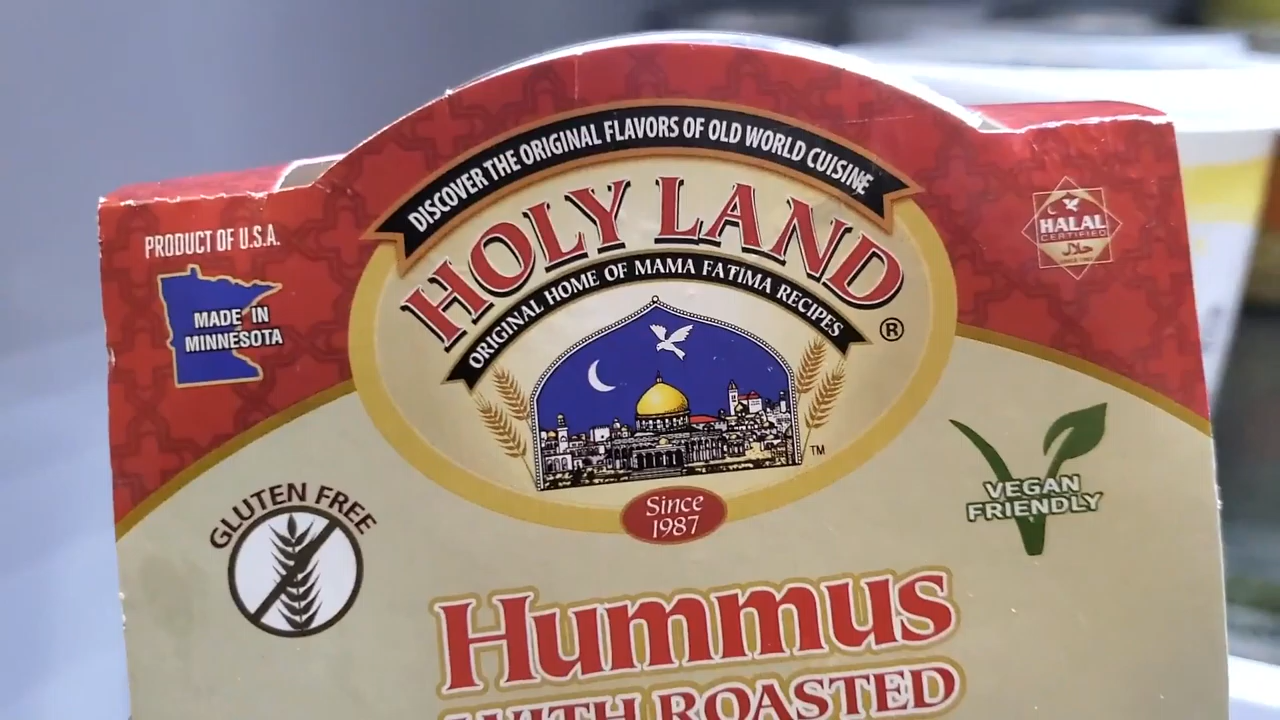 DISCOVER THE ORIGINAL FLAVORS OF OLD WORLD CUISINE
HOLY LAND
®
ORIGINAL HOME OF MAMA FATIMA RECIPES
PRODUCT OF U.S.A.
MADE IN
MINNESOTA
HALAL
CERTIFIED
حلال
TM
Since
1987
GLUTEN FREE
VEGAN
FRIENDLY
Hummus
WITH ROASTED